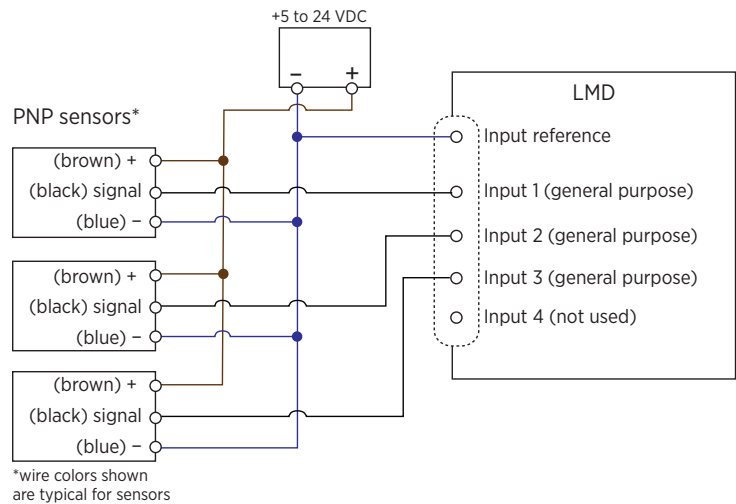 +5 to 24 VDC
− +
PNP sensors*
(brown) +
(black) signal
(blue) −
(brown) +
(black) signal
(blue) −
(brown) +
(black) signal
(blue) −
*wire colors shown
are typical for sensors
LMD
Input reference
Input 1 (general purpose)
Input 2 (general purpose)
Input 3 (general purpose)
Input 4 (not used)